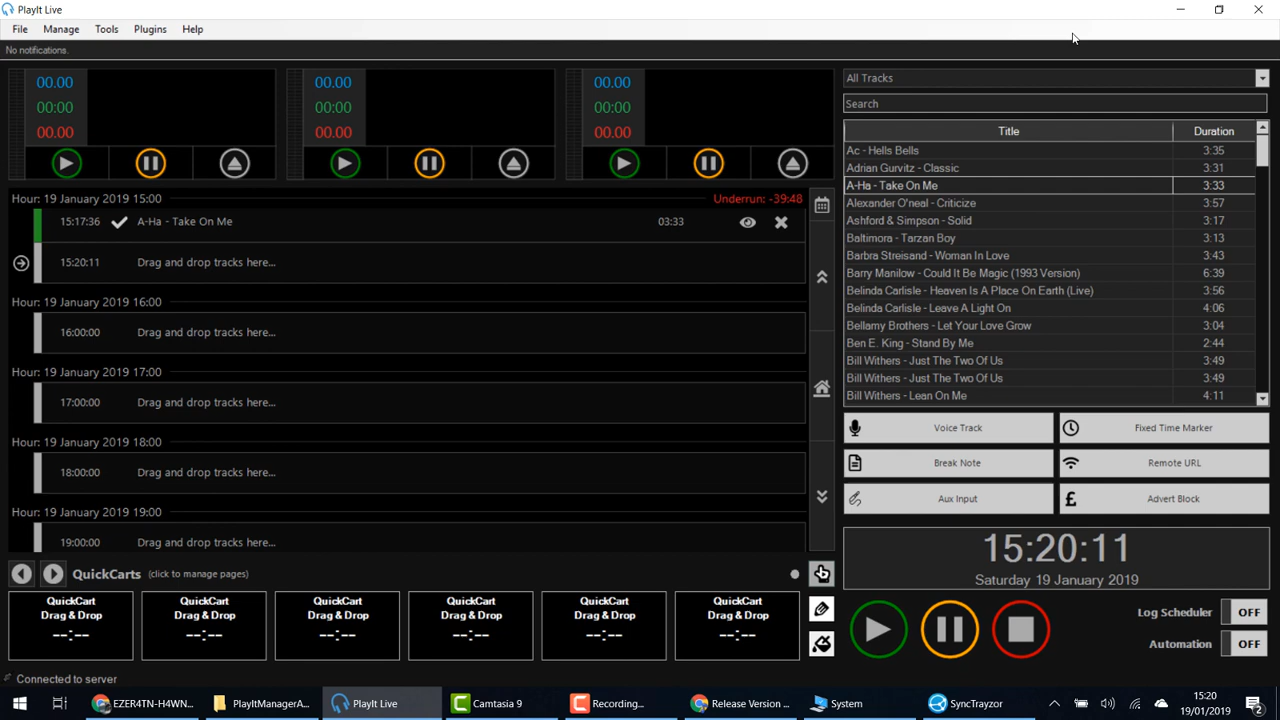 PlayIt Live
File Manage Tools Plugins Help
No notifications.
00.00 00.00 00.00
00:00 00:00 00:00
00.00 00.00 00.00
Hour: 19 January 2019 15:00 Underrun: -39:48
15:17:36 A-Ha - Take On Me 03:33
15:20:11 Drag and drop tracks here...
Hour: 19 January 2019 16:00
16:00:00 Drag and drop tracks here...
Hour: 19 January 2019 17:00
17:00:00 Drag and drop tracks here...
Hour: 19 January 2019 18:00
18:00:00 Drag and drop tracks here...
Hour: 19 January 2019 19:00
19:00:00 Drag and drop tracks here...
All Tracks
Search
Title Duration
Ac - Hells Bells 3:35
Adrian Gurvitz - Classic 3:31
A-Ha - Take On Me 3:33
Alexander O'neal - Criticize 3:57
Ashford & Simpson - Solid 3:17
Baltimora - Tarzan Boy 3:13
Barbra Streisand - Woman In Love 3:43
Barry Manilow - Could It Be Magic (1993 Version) 6:39
Belinda Carlisle - Heaven Is A Place On Earth (Live) 3:56
Belinda Carlisle - Leave A Light On 4:06
Bellamy Brothers - Let Your Love Grow 3:04
Ben E. King - Stand By Me 2:44
Bill Withers - Just The Two Of Us 3:49
Bill Withers - Just The Two Of Us 3:49
Bill Withers - Lean On Me 4:11
Voice Track Fixed Time Marker
Break Note Remote URL
Aux Input £ Advert Block
15:20:11
Saturday 19 January 2019
Log Scheduler OFF
Automation OFF
QuickCarts (click to manage pages)
QuickCart QuickCart QuickCart QuickCart QuickCart QuickCart
Drag & Drop Drag & Drop Drag & Drop Drag & Drop Drag & Drop Drag & Drop
--:-- --:-- --:-- --:-- --:-- --:--
Connected to server
EZER4TN-H4WN... PlayItManagerA... PlayIt Live Camtasia 9 Recording... Release Version ... System SyncTrayzor 15:20
19/01/2019 2